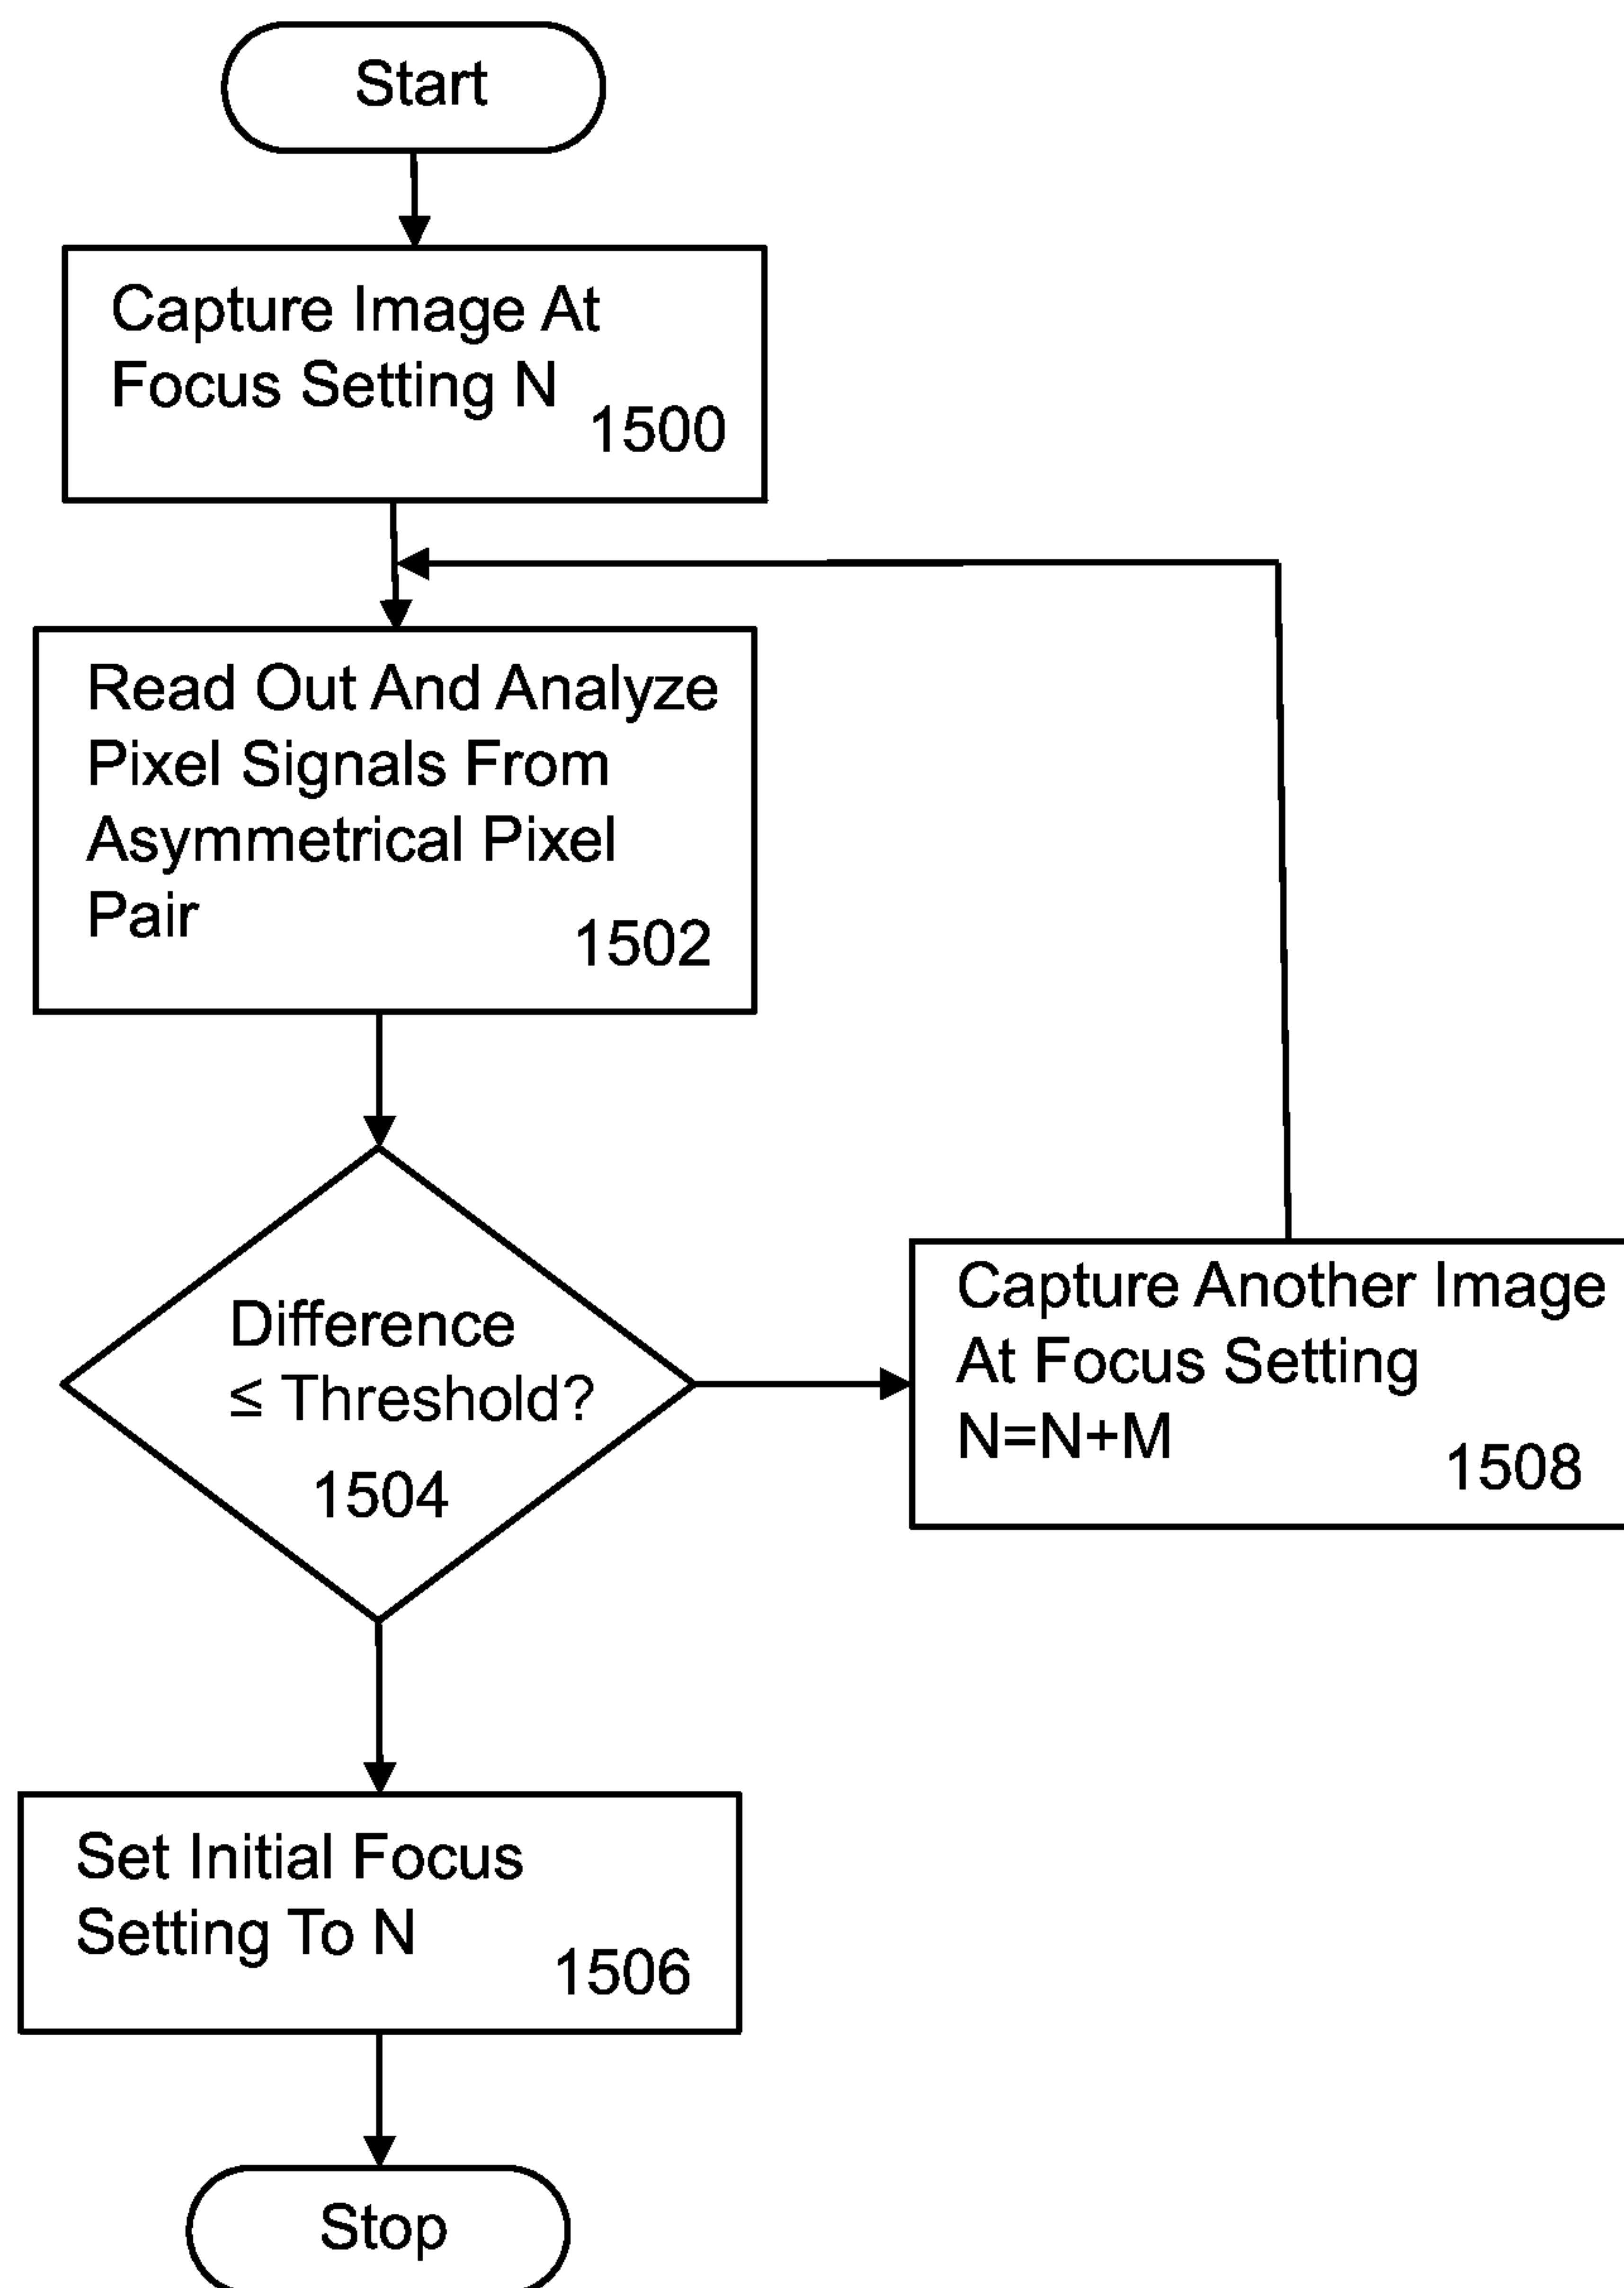 Start
Capture Image At
Focus Setting N
1500
Read Out And Analyze
Pixel Signals From
Asymmetrical Pixel
Pair
1502
Difference
≤ Threshold?
1504
Capture Another Image
At Focus Setting
N=N+M
1508
Set Initial Focus
Setting To N
1506
Stop